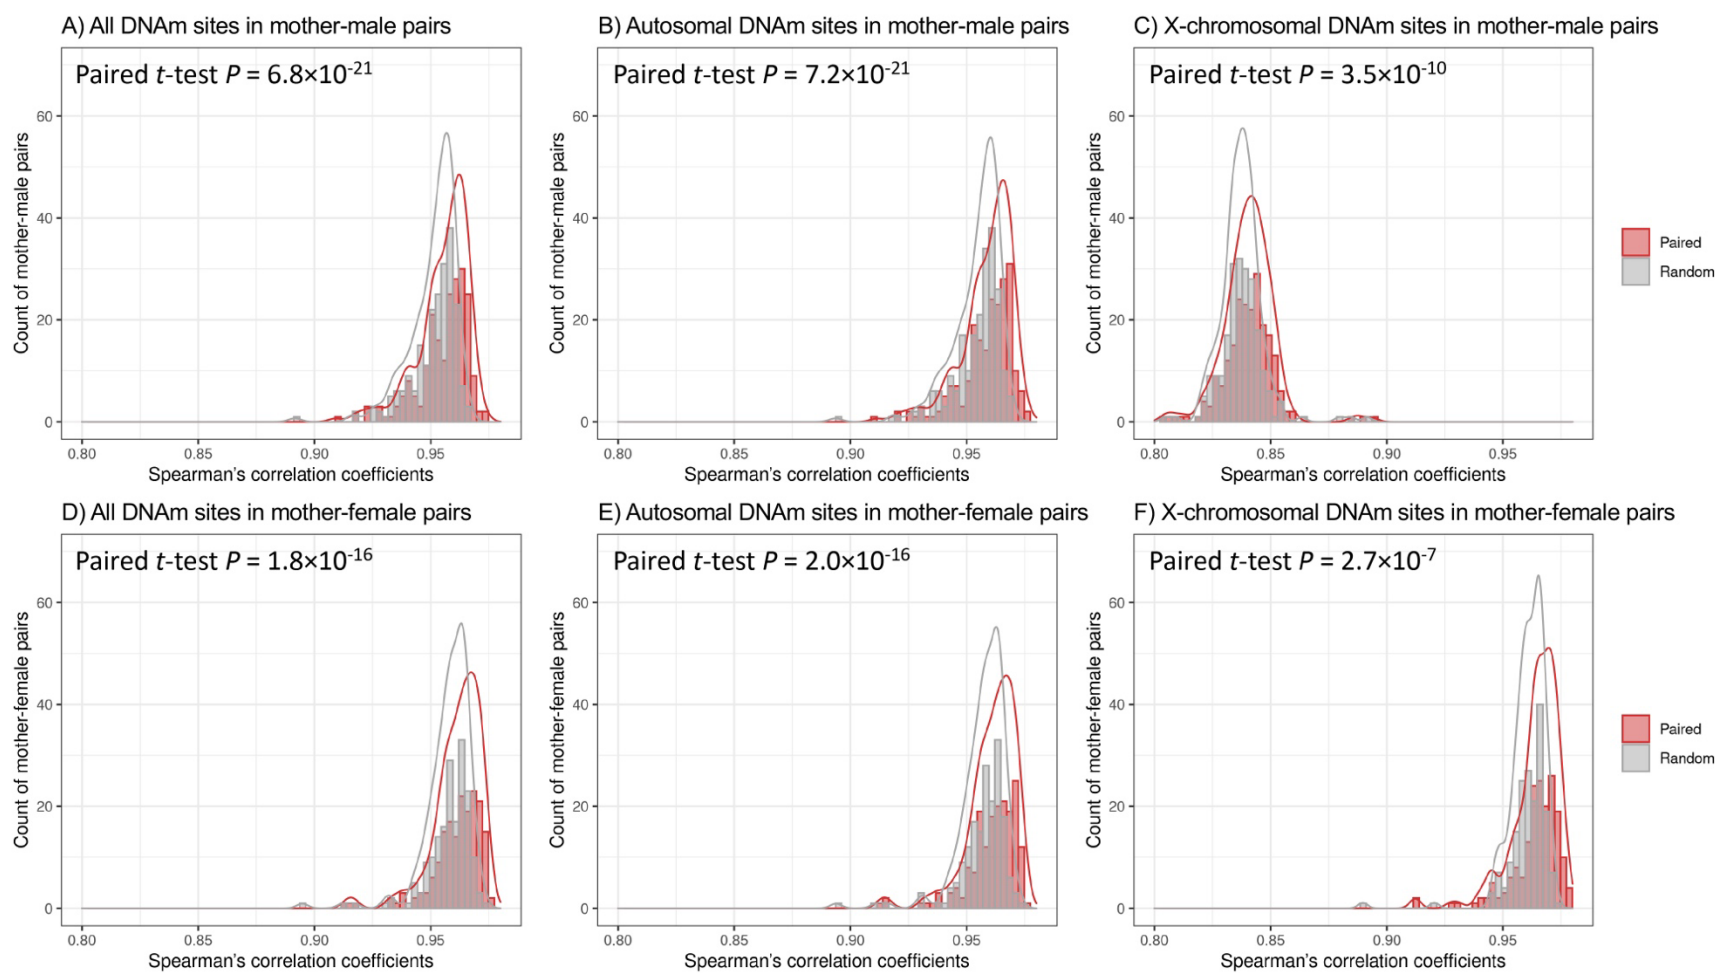 A) All DNAm sites in mother-male pairs
Paired t-test P = 6.8×10-21
Count of mother-male pairs
60
40
20
0
0.80 0.85 0.90 0.95
Spearman's correlation coefficients
B) Autosomal DNAm sites in mother-male pairs
Paired t-test P = 7.2×10-21
Count of mother-male pairs
60
40
20
0
0.80 0.85 0.90 0.95
Spearman's correlation coefficients
C) X-chromosomal DNAm sites in mother-male pairs
Paired t-test P = 3.5×10-10
Count of mother-male pairs
60
40
20
0
0.80 0.85 0.90 0.95
Spearman's correlation coefficients
Paired
Random
D) All DNAm sites in mother-female pairs
Paired t-test P = 1.8×10-16
Count of mother-female pairs
60
40
20
0
0.80 0.85 0.90 0.95
Spearman's correlation coefficients
E) Autosomal DNAm sites in mother-female pairs
Paired t-test P = 2.0×10-16
Count of mother-female pairs
60
40
20
0
0.80 0.85 0.90 0.95
Spearman's correlation coefficients
F) X-chromosomal DNAm sites in mother-female pairs
Paired t-test P = 2.7×10-7
Count of mother-female pairs
60
40
20
0
0.80 0.85 0.90 0.95
Spearman's correlation coefficients
Paired
Random